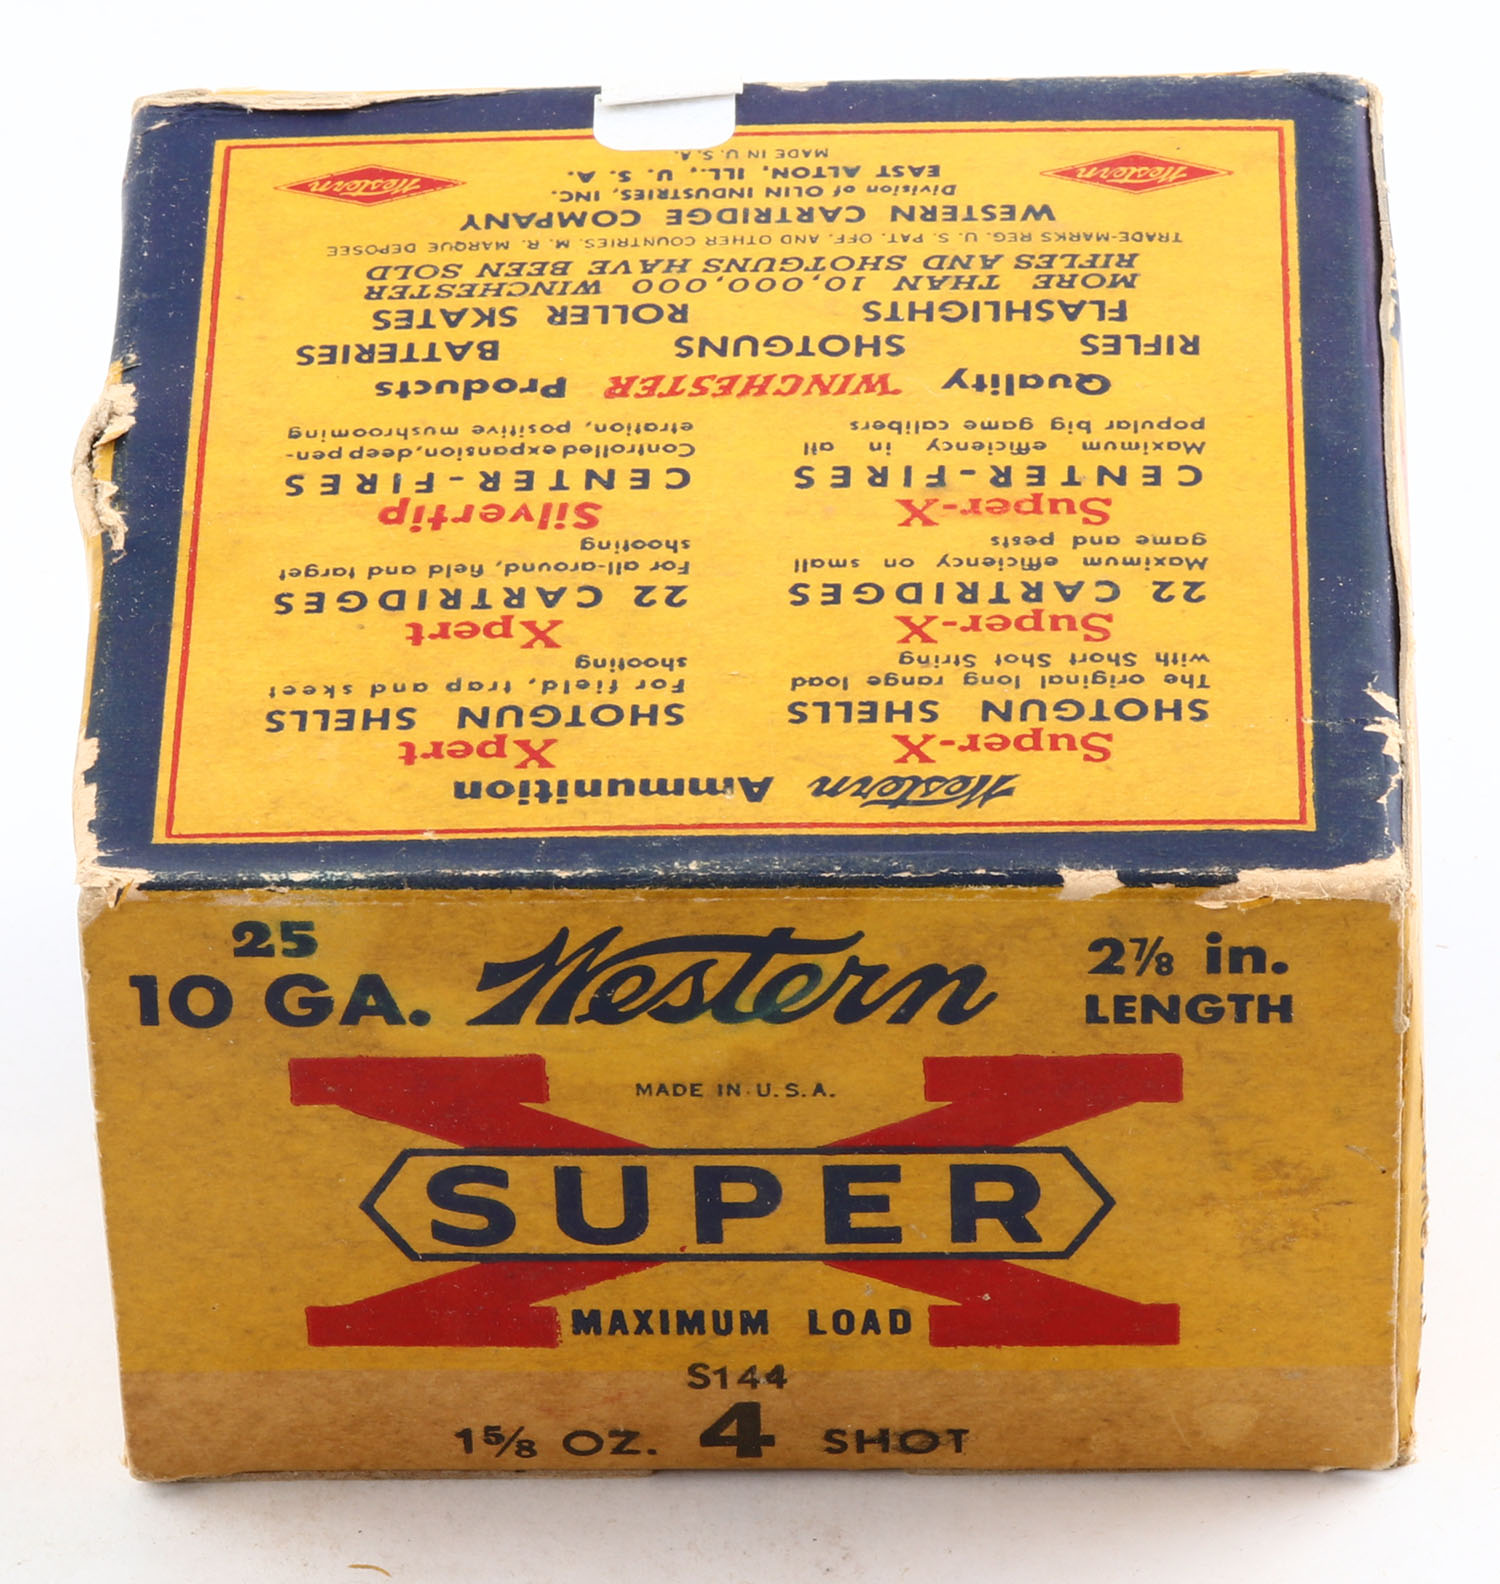 Western Ammunition
Super-X
SHOTGUN SHELLS
The original long range load
with Short Shot String
Xpert
SHOTGUN SHELLS
For field, trap and skeet
shooting
Super-X
22 CARTRIDGES
Maximum efficiency on small
game and pests
Xpert
22 CARTRIDGES
For all-around, field and target
shooting
Super-X
CENTER-FIRES
Maximum efficiency in all
popular big game calibers
Silvertip
CENTER-FIRES
Controlled expansion, deep pen-
etration, positive mushrooming
Quality WINCHESTER Products
RIFLES SHOTGUNS BATTERIES
FLASHLIGHTS ROLLER SKATES
MORE THAN 10,000,000 WINCHESTER
RIFLES AND SHOTGUNS HAVE BEEN SOLD
TRADE-MARKS REG. U. S. PAT. OFF. AND OTHER COUNTRIES. M. R. MARQUE DEPOSEE
WESTERN CARTRIDGE COMPANY
Division of OLIN INDUSTRIES, INC.
Western EAST ALTON, ILL., U. S. A. Western
MADE IN U.S.A.
25
10 GA. Western 2⅞ in.
LENGTH
MADE IN U.S.A.
SUPER
X
MAXIMUM LOAD
S144
1⅝ OZ. 4 SHOT